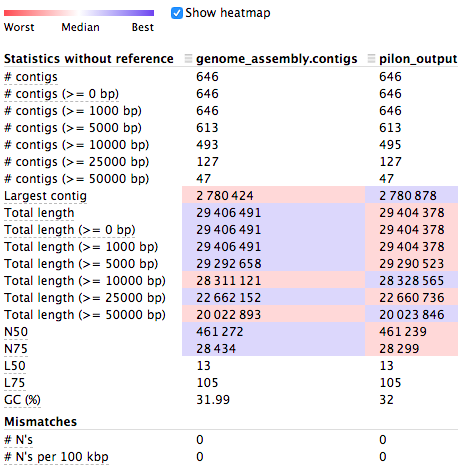 Show heatmap
Worst Median Best
Statistics without reference genome_assembly.contigs pilon_output
# contigs 646 646
# contigs (>= 0 bp) 646 646
# contigs (>= 1000 bp) 646 646
# contigs (>= 5000 bp) 613 613
# contigs (>= 10000 bp) 493 495
# contigs (>= 25000 bp) 127 127
# contigs (>= 50000 bp) 47 47
Largest contig 2 780 424 2 780 878
Total length 29 406 491 29 404 378
Total length (>= 0 bp) 29 406 491 29 404 378
Total length (>= 1000 bp) 29 406 491 29 404 378
Total length (>= 5000 bp) 29 292 658 29 290 523
Total length (>= 10000 bp) 28 311 121 28 328 565
Total length (>= 25000 bp) 22 662 152 22 660 736
Total length (>= 50000 bp) 20 022 893 20 023 846
N50 461 272 461 239
N75 28 434 28 299
L50 13 13
L75 105 105
GC (%) 31.99 32
Mismatches
# N's 0 0
# N's per 100 kbp 0 0